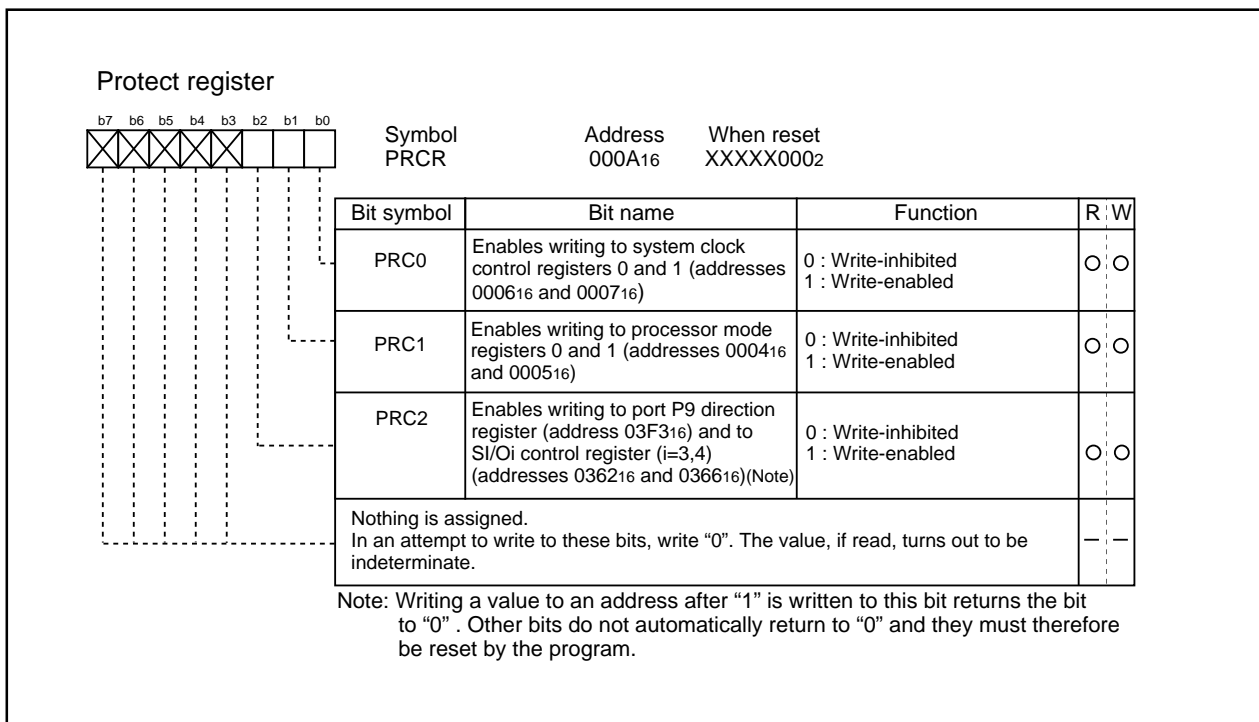 Protect register
b7 b6 b5 b4 b3 b2 b1 b0
Symbol Address When reset
PRCR 000A16 XXXXX0002
Bit symbol Bit name Function R W
PRC0
Enables writing to system clock
control registers 0 and 1 (addresses
000616 and 000716)
0 : Write-inhibited
1 : Write-enabled
PRC1
Enables writing to processor mode
registers 0 and 1 (addresses 000416
and 000516)
0 : Write-inhibited
1 : Write-enabled
PRC2
Enables writing to port P9 direction
register (address 03F316) and to
SI/Oi control register (i=3,4)
(addresses 036216 and 036616)(Note)
0 : Write-inhibited
1 : Write-enabled
Nothing is assigned.
In an attempt to write to these bits, write “0”. The value, if read, turns out to be
indeterminate.
Note: Writing a value to an address after “1” is written to this bit returns the bit
to “0” . Other bits do not automatically return to “0” and they must therefore
be reset by the program.